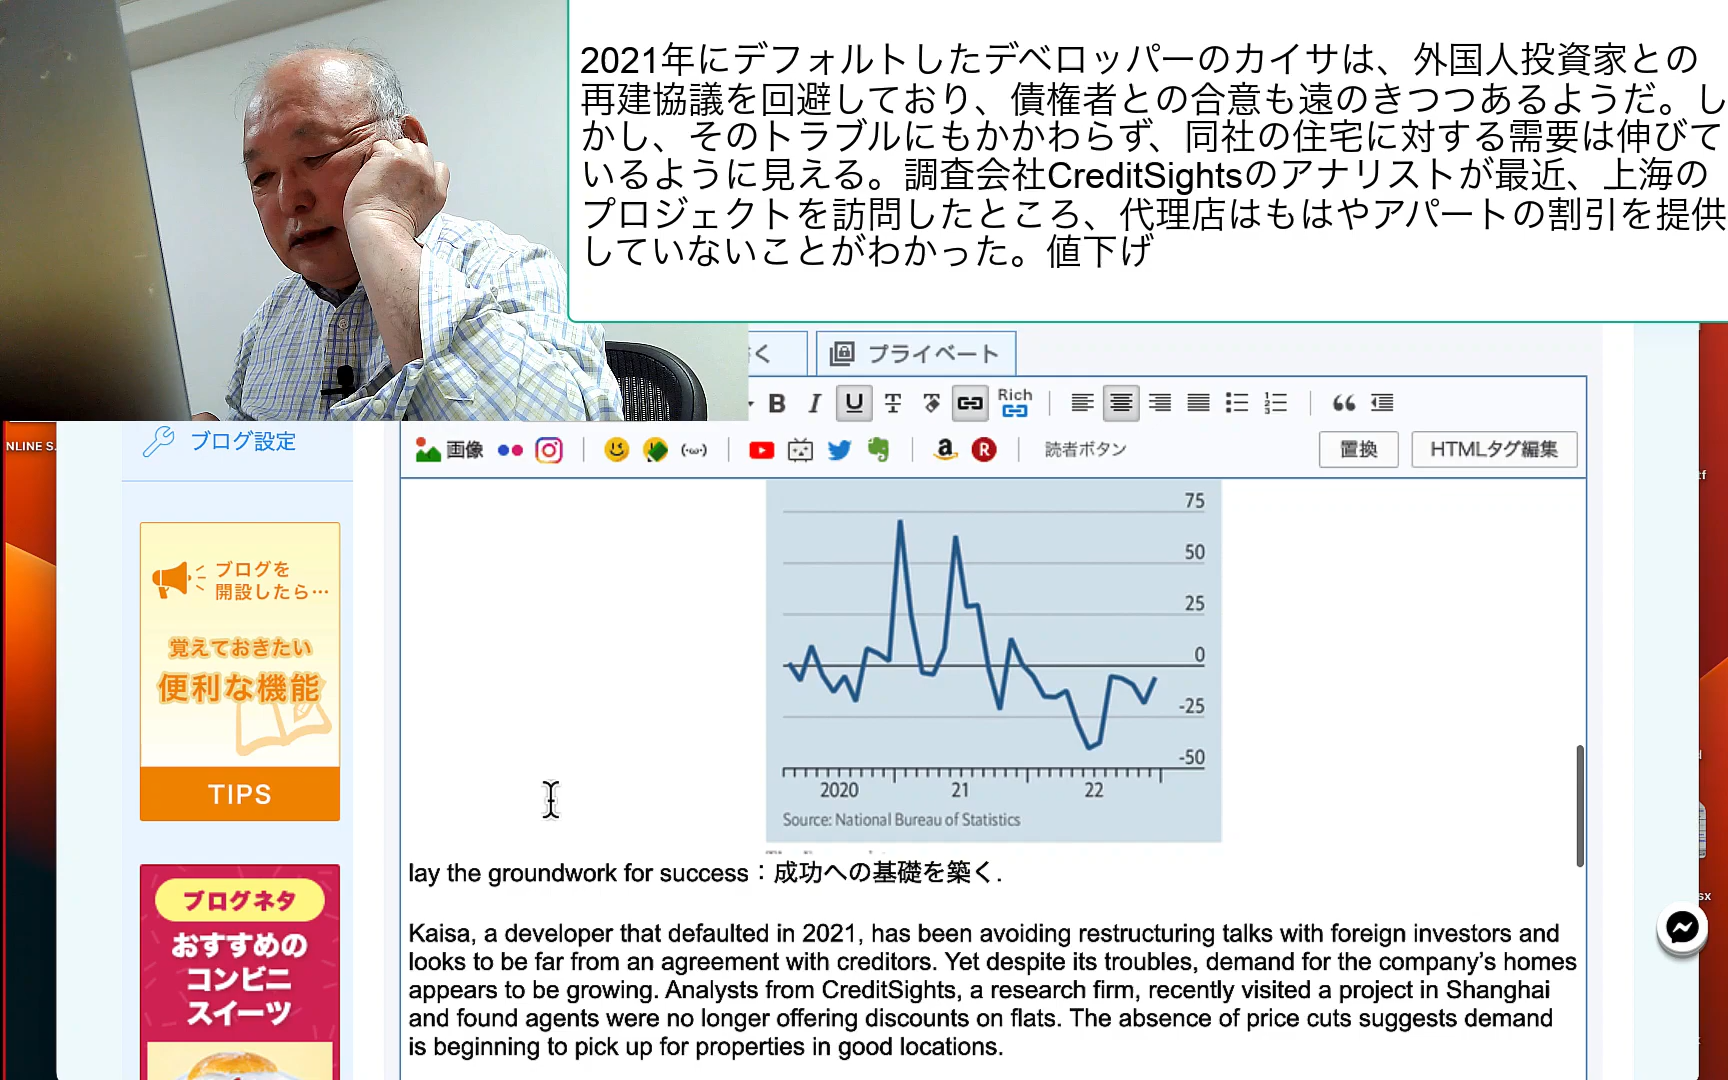 2021年にデフォルトしたデベロッパーのカイサは、外国人投資家との
再建協議を回避しており、債権者との合意も遠のきつつあるようだ。し
かし、そのトラブルにもかかわらず、同社の住宅に対する需要は伸びて
いるように見える。調査会社CreditSightsのアナリストが最近、上海の
プロジェクトを訪問したところ、代理店はもはやアパートの割引を提供
していないことがわかった。値下げ
く
プライベート
B I U T Rich
画像
読者ボタン
置換
HTMLタグ編集
NLINE S.
ブログ設定
ブログを
開設したら…
覚えておきたい
便利な機能
TIPS
ブログネタ
おすすめの
コンビニ
スイーツ
75
50
25
0
-25
-50
2020 21 22
Source: National Bureau of Statistics
lay the groundwork for success：成功への基礎を築く.
Kaisa, a developer that defaulted in 2021, has been avoiding restructuring talks with foreign investors and
looks to be far from an agreement with creditors. Yet despite its troubles, demand for the company’s homes
appears to be growing. Analysts from CreditSights, a research firm, recently visited a project in Shanghai
and found agents were no longer offering discounts on flats. The absence of price cuts suggests demand
is beginning to pick up for properties in good locations.